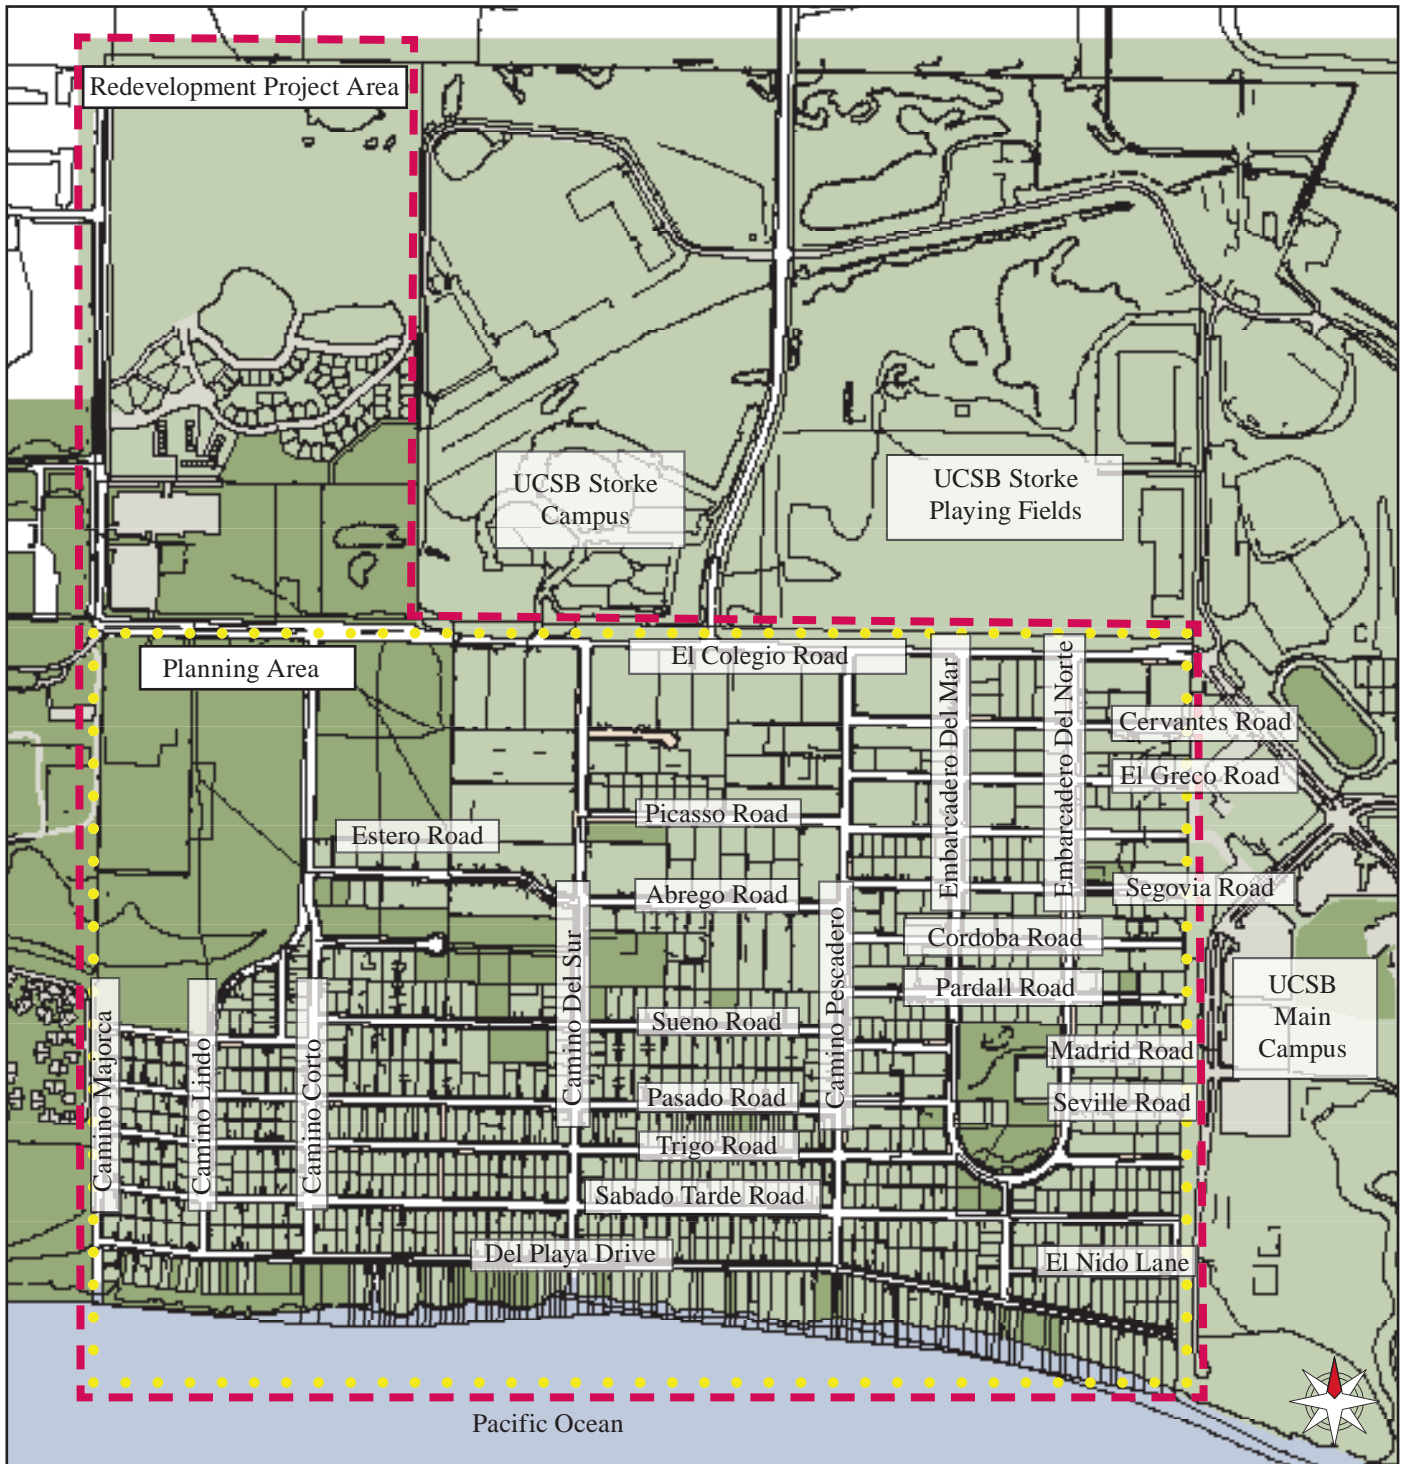 Redevelopment Project Area
UCSB Storke
Campus
UCSB Storke
Playing Fields
El Colegio Road
Planning Area
Embarcadero Del Mar
Embarcadero Del Norte
Cervantes Road
El Greco Road
Picasso Road
Estero Road
Abrego Road
Segovia Road
Camino Del Sur
Camino Pescadero
Cordoba Road
Pardall Road
UCSB
Main
Campus
Camino Majorca
Camino Lindo
Camino Corto
Sueno Road
Madrid Road
Pasado Road
Seville Road
Trigo Road
Sabado Tarde Road
Del Playa Drive
El Nido Lane
Pacific Ocean